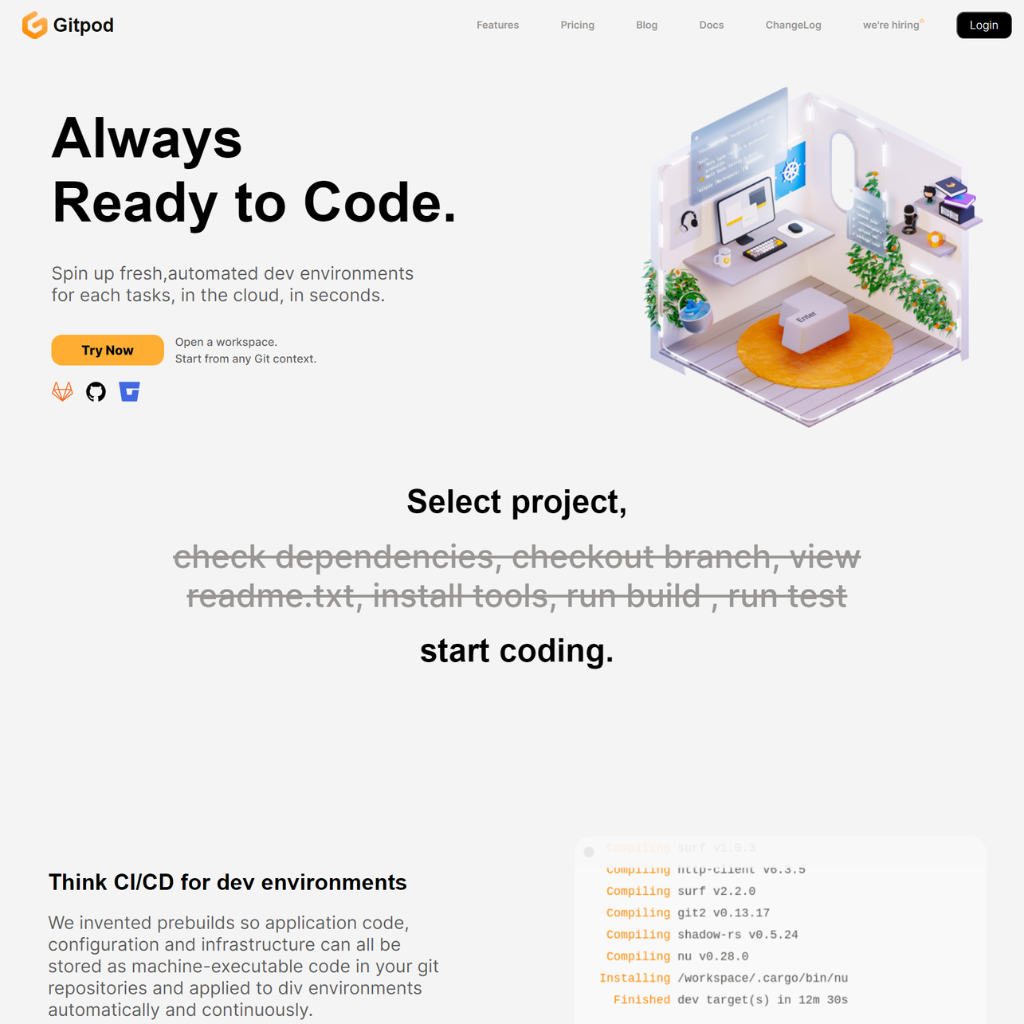 Gitpod
Features
Pricing
Blog
Docs
ChangeLog
we're hiring
Login
Always
Ready to Code.
Spin up fresh,automated dev environments
for each tasks, in the cloud, in seconds.
Try Now
Open a workspace.
Start from any Git context.
Enter
Select project,
check dependencies, checkout branch, view
readme.txt, install tools, run build , run test
start coding.
Think CI/CD for dev environments
We invented prebuilds so application code,
configuration and infrastructure can all be
stored as machine-executable code in your git
repositories and applied to div environments
automatically and continuously.
Compiling surf v1.0.3
Compiling http-client v6.3.5
Compiling surf v2.2.0
Compiling git2 v0.13.17
Compiling shadow-rs v0.5.24
Compiling nu v0.28.0
Installing /workspace/.cargo/bin/nu
Finished dev target(s) in 12m 30s